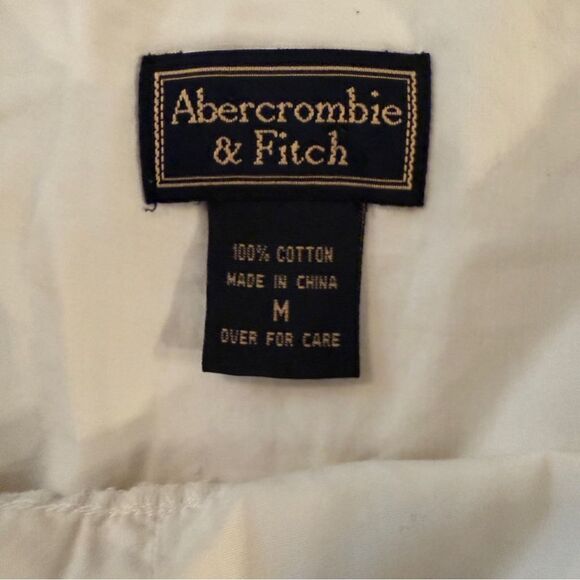 Abercrombie
& Fitch
100% COTTON
MADE IN CHINA
M
OVER FOR CARE